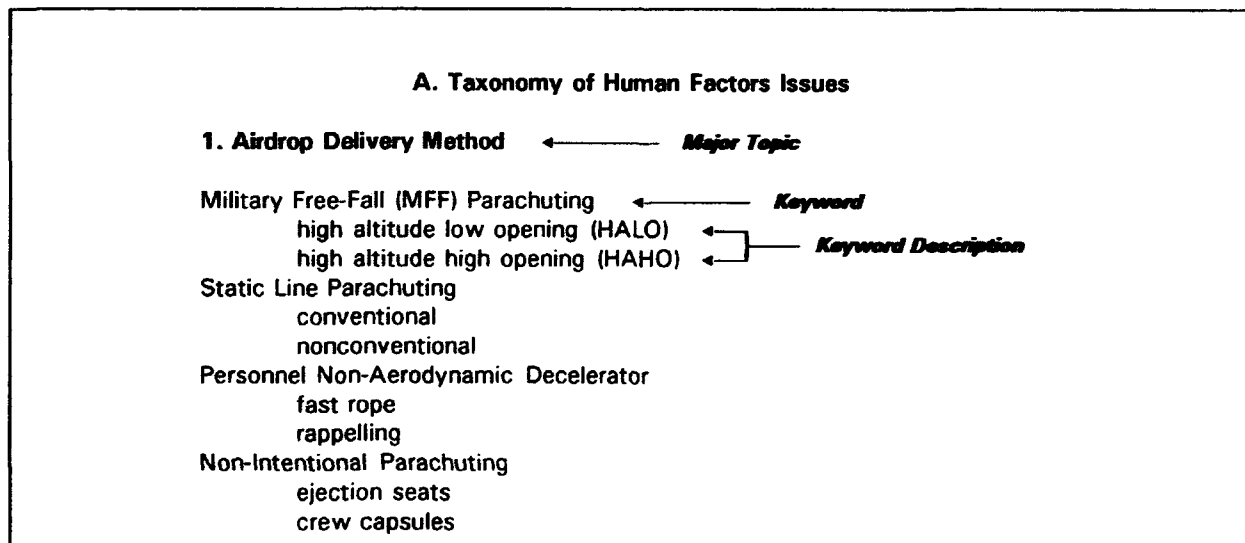 A. Taxonomy of Human Factors Issues
1. Airdrop Delivery Method Major Topic
Military Free-Fall (MFF) Parachuting Keyword
high altitude low opening (HALO)
Keyword Description
high altitude high opening (HAHO)
Static Line Parachuting
conventional
nonconventional
Personnel Non-Aerodynamic Decelerator
fast rope
rappelling
Non-Intentional Parachuting
ejection seats
crew capsules